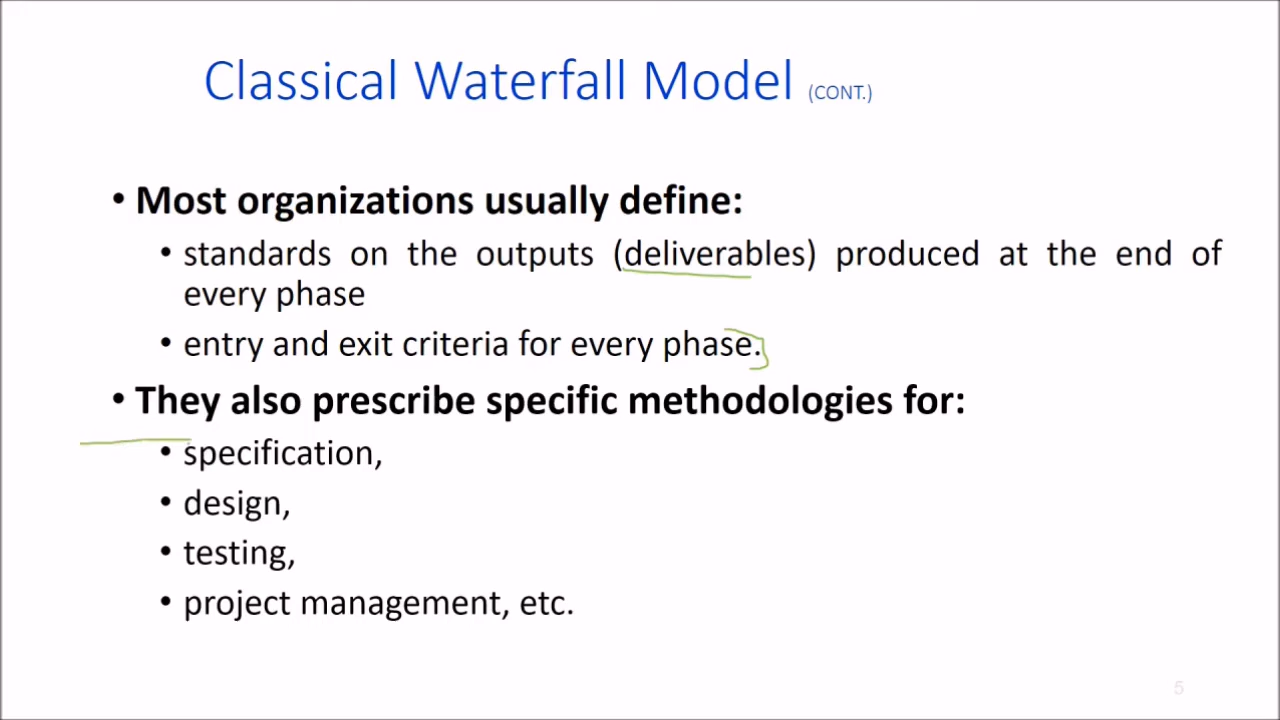 Classical Waterfall Model (CONT.)
• Most organizations usually define:
• standards on the outputs (deliverables) produced at the end of
every phase
• entry and exit criteria for every phase.
• They also prescribe specific methodologies for:
• specification,
• design,
• testing,
• project management, etc.
5